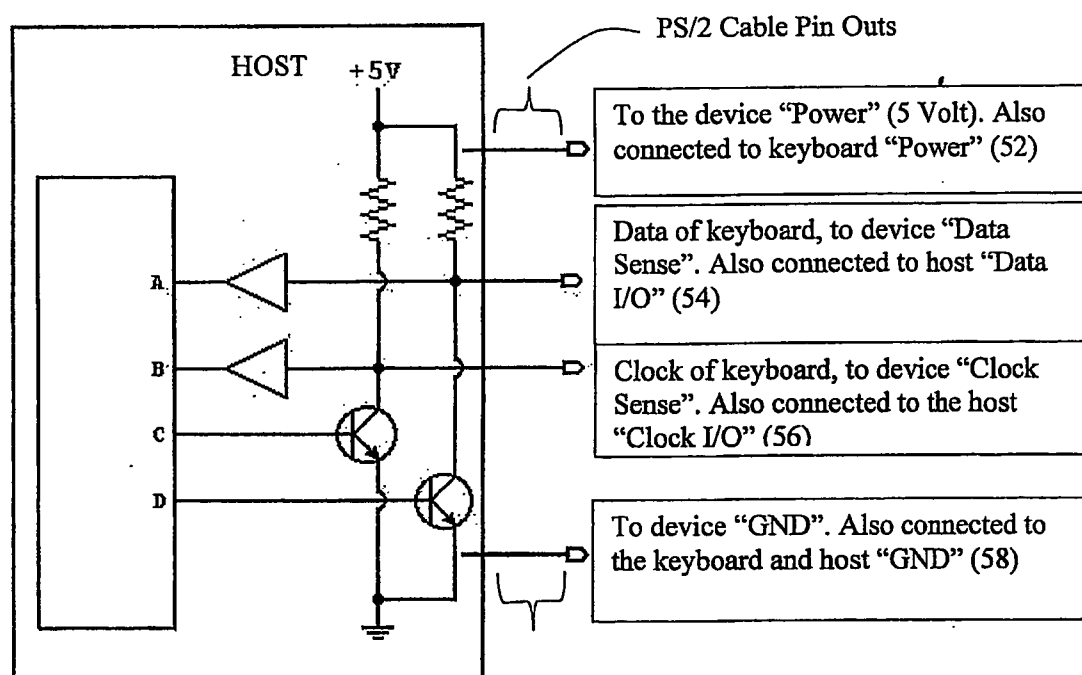 PS/2 Cable Pin Outs
HOST
+5V
To the device “Power” (5 Volt). Also
connected to keyboard “Power” (52)
Data of keyboard, to device “Data
Sense”. Also connected to host “Data
I/O” (54)
A
B
Clock of keyboard, to device “Clock
Sense”. Also connected to the host
“Clock I/O” (56)
C
D
To device “GND”. Also connected to
the keyboard and host “GND” (58)